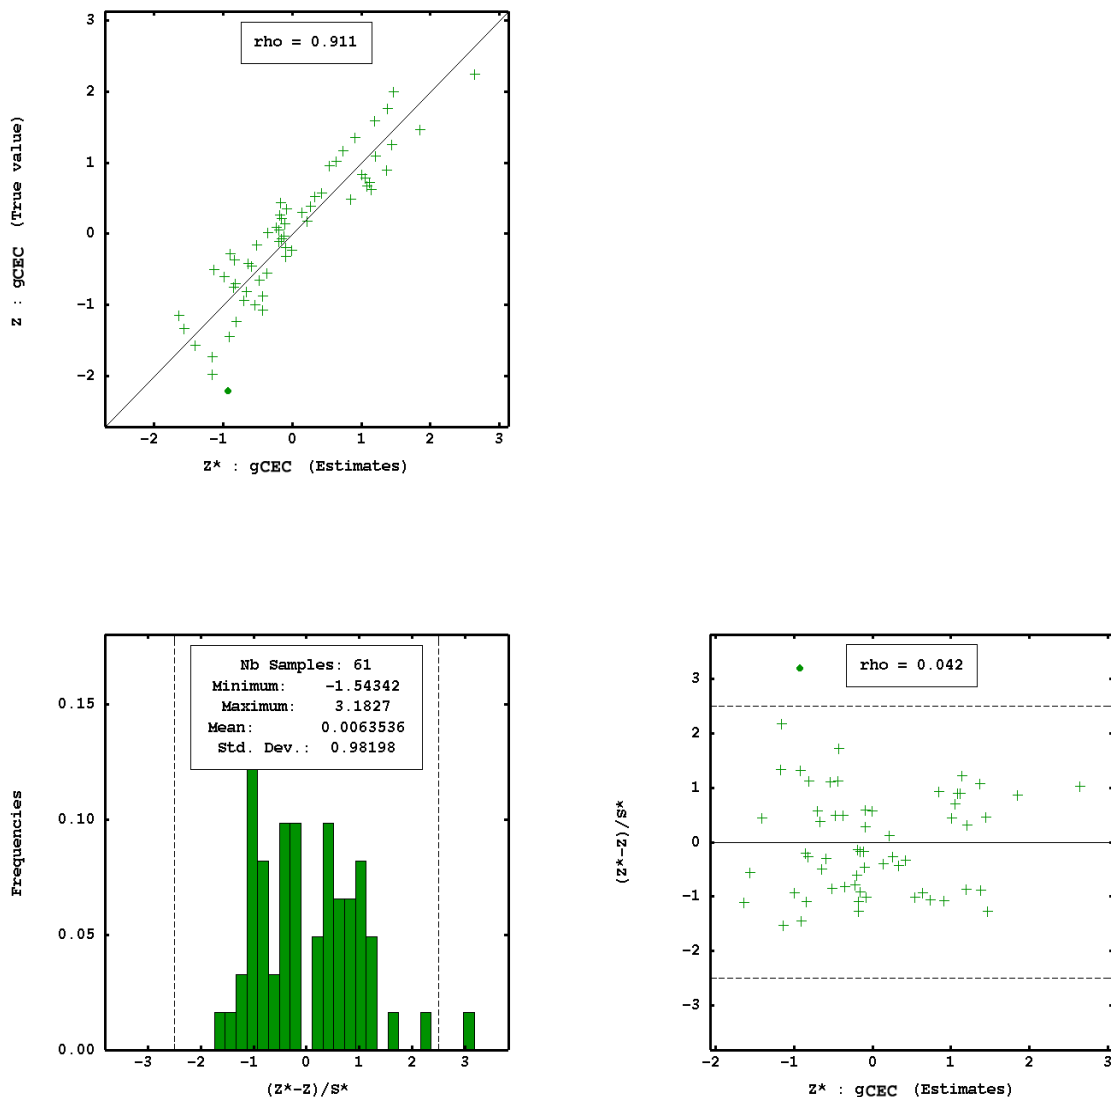 rho = 0.911
3
2
1
0
-1
-2
Z : gCEC (True value)
-2 -1 0 1 2 3
Z* : gCEC (Estimates)
Nb Samples: 61
Minimum: -1.54342
Maximum: 3.1827
Mean: 0.0063536
Std. Dev.: 0.98198
0.15
0.10
0.05
0.00
Frequencies
-3 -2 -1 0 1 2 3
(Z*-Z)/S*
rho = 0.042
3
2
1
0
-1
-2
-3
(Z*-Z)/S*
-2 -1 0 1 2 3
Z* : gCEC (Estimates)